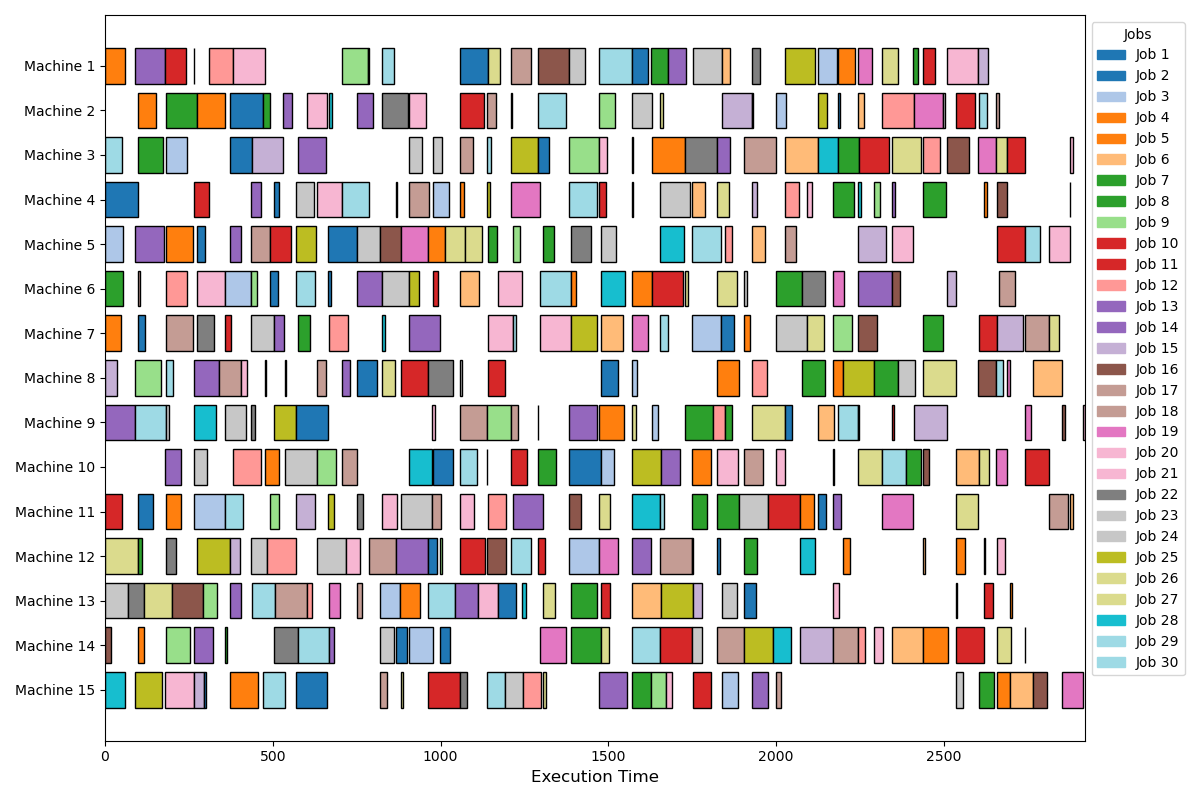 Machine 1
Machine 2
Machine 3
Machine 4
Machine 5
Machine 6
Machine 7
Machine 8
Machine 9
Machine 10
Machine 11
Machine 12
Machine 13
Machine 14
Machine 15
0 500 1000 1500 2000 2500
Execution Time
Jobs
Job 1
Job 2
Job 3
Job 4
Job 5
Job 6
Job 7
Job 8
Job 9
Job 10
Job 11
Job 12
Job 13
Job 14
Job 15
Job 16
Job 17
Job 18
Job 19
Job 20
Job 21
Job 22
Job 23
Job 24
Job 25
Job 26
Job 27
Job 28
Job 29
Job 30